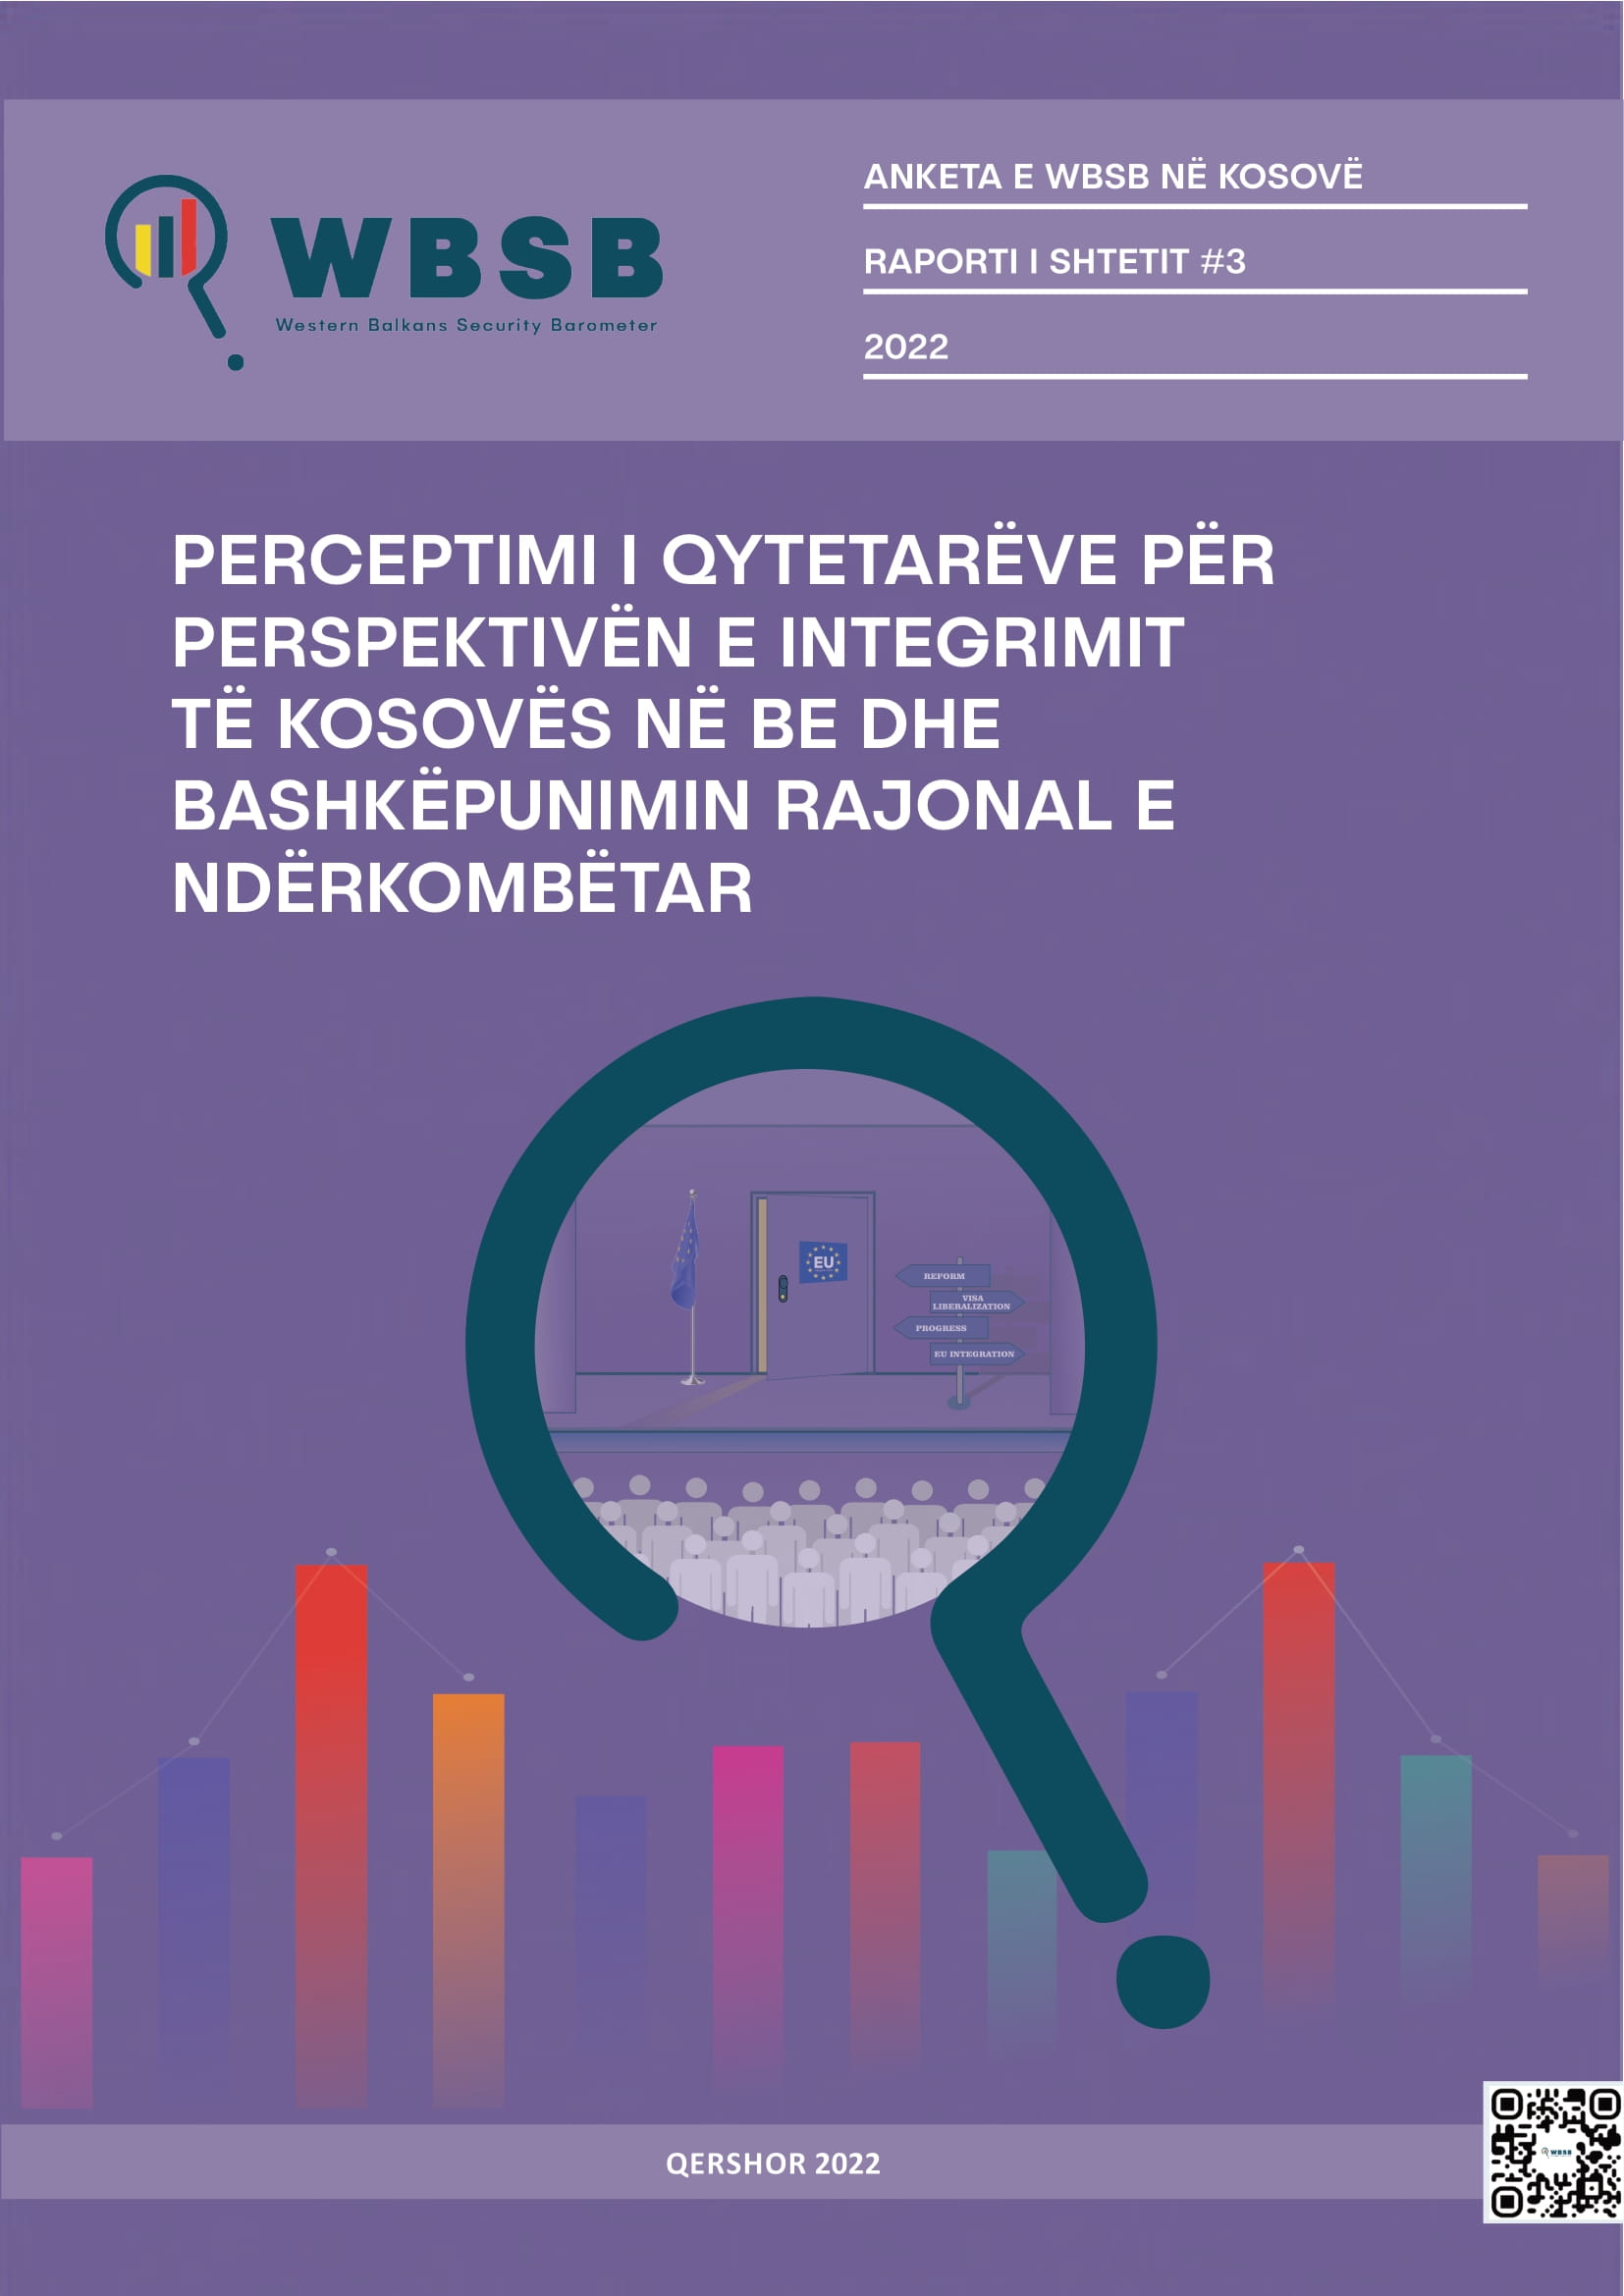 WBSB
Western Balkans Security Barometer
ANKETA E WBSB NË KOSOVË
RAPORTI I SHTETIT #3
2022
PERCEPTIMI I QYTETARËVE PËR
PERSPEKTIVËN E INTEGRIMIT
TË KOSOVËS NË BE DHE
BASHKËPUNIMIN RAJONAL E
NDËRKOMBËTAR
EU
REFORM
VISA
LIBERALIZATION
PROGRESS
EU INTEGRATION
QERSHOR 2022
WBSB